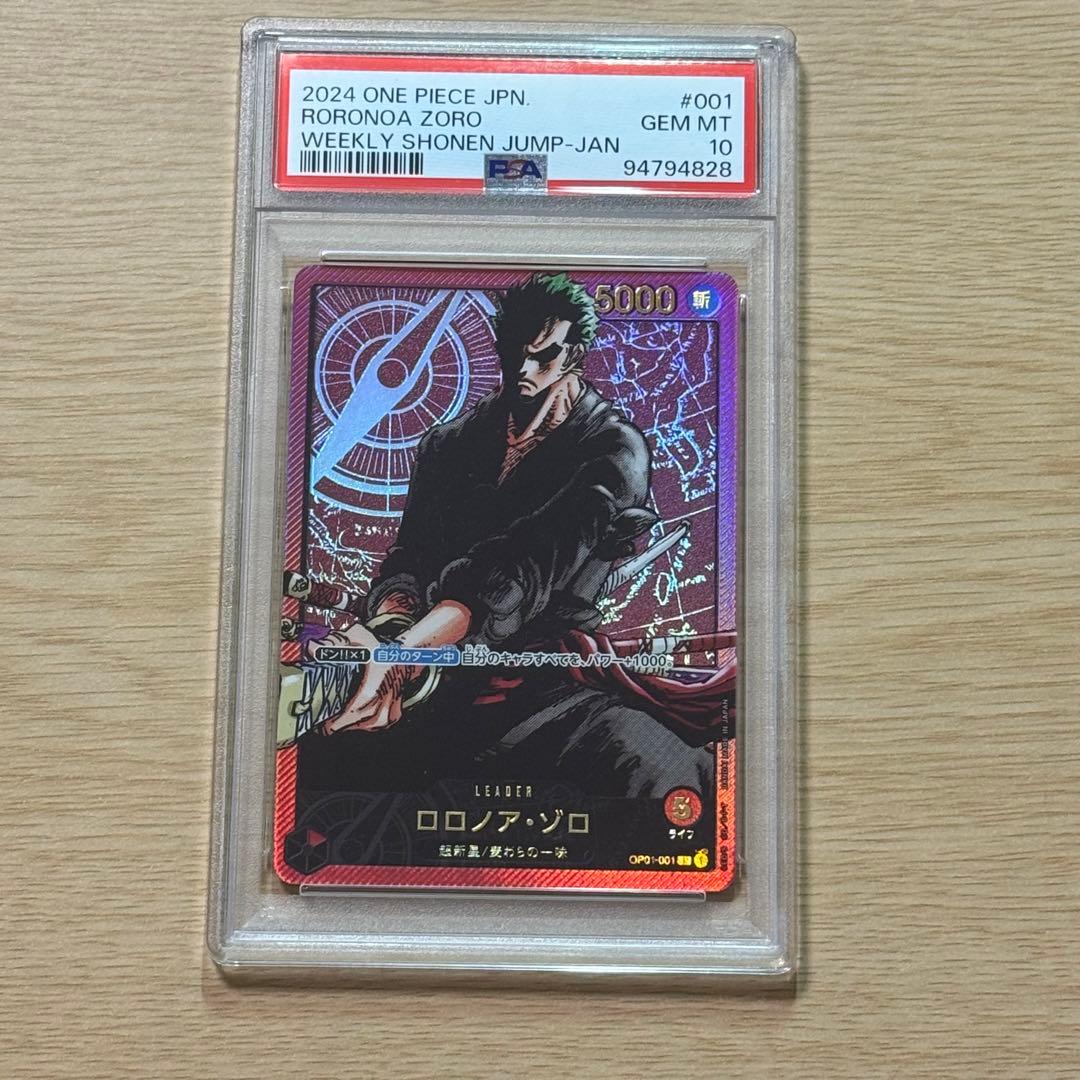 2024 ONE PIECE JPN. #001
RORONOA ZORO GEM MT
WEEKLY SHONEN JUMP-JAN 10
PSA 94794828
5000 斬
ドン!!×1 自分のターン中 自分のキャラすべてを、パワー+1000。
LEADER
ロロノア・ゾロ
超新星/麦わらの一味
5
ライフ
OP01-001
MADE IN JAPAN